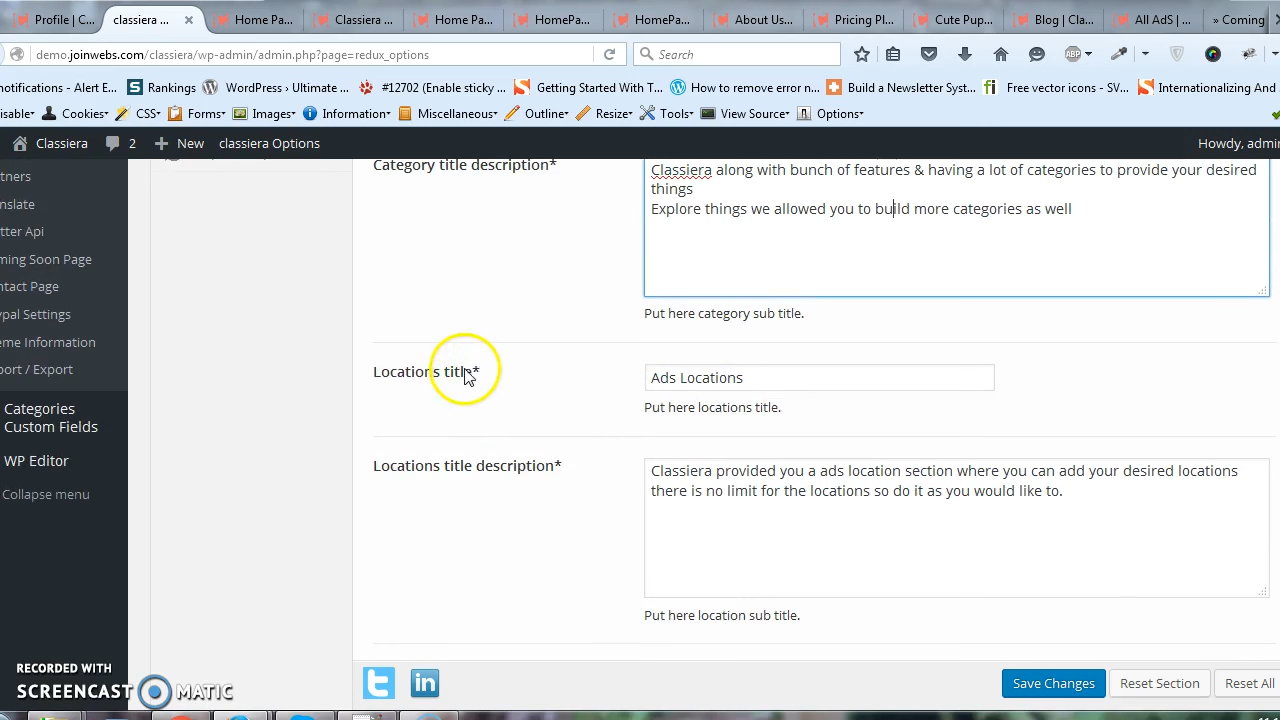 Profile | C... classiera ... Home Pa... Classiera ... Home Pa... HomePa... HomePa... About Us... Pricing Pl... Cute Pup... Blog | Cla... All AdS | ... » Coming
demo.joinwebs.com/classiera/wp-admin/admin.php?page=redux_options Search ABP
notifications - Alert E... Rankings WordPress › Ultimate ... #12702 (Enable sticky ... Getting Started With T... How to remove error n... Build a Newsletter Sys... Free vector icons - SV... Internationalizing And
isable Cookies CSS Forms Images Information Miscellaneous Outline Resize Tools View Source Options
Classiera 2 New classiera Options Howdy, admi
rtners
nslate
tter Api
ming Soon Page
ntact Page
ypal Settings
eme Information
port / Export
Categories
Custom Fields
WP Editor
Collapse menu
Category title description*
Classiera along with bunch of features & having a lot of categories to provide your desired
things
Explore things we allowed you to build more categories as well
Put here category sub title.
Locations title*
Ads Locations
Put here locations title.
Locations title description*
Classiera provided you a ads location section where you can add your desired locations
there is no limit for the locations so do it as you would like to.
Put here location sub title.
Save Changes Reset Section Reset All
RECORDED WITH
SCREENCAST MATIC